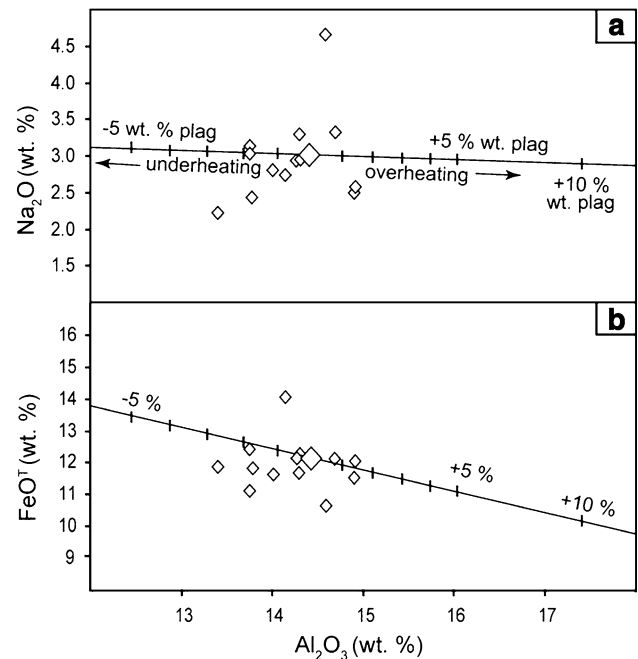 a
4.5
4.0
3.5
3.0
2.5
2.0
1.5
Na₂O (wt. %)
-5 wt. % plag
+5 % wt. plag
underheating
overheating
+10 %
wt. plag
b
16
15
14
13
12
11
10
9
FeOᵀ (wt. %)
-5 %
+5 %
+10 %
13 14 15 16 17
Al₂O₃ (wt. %)